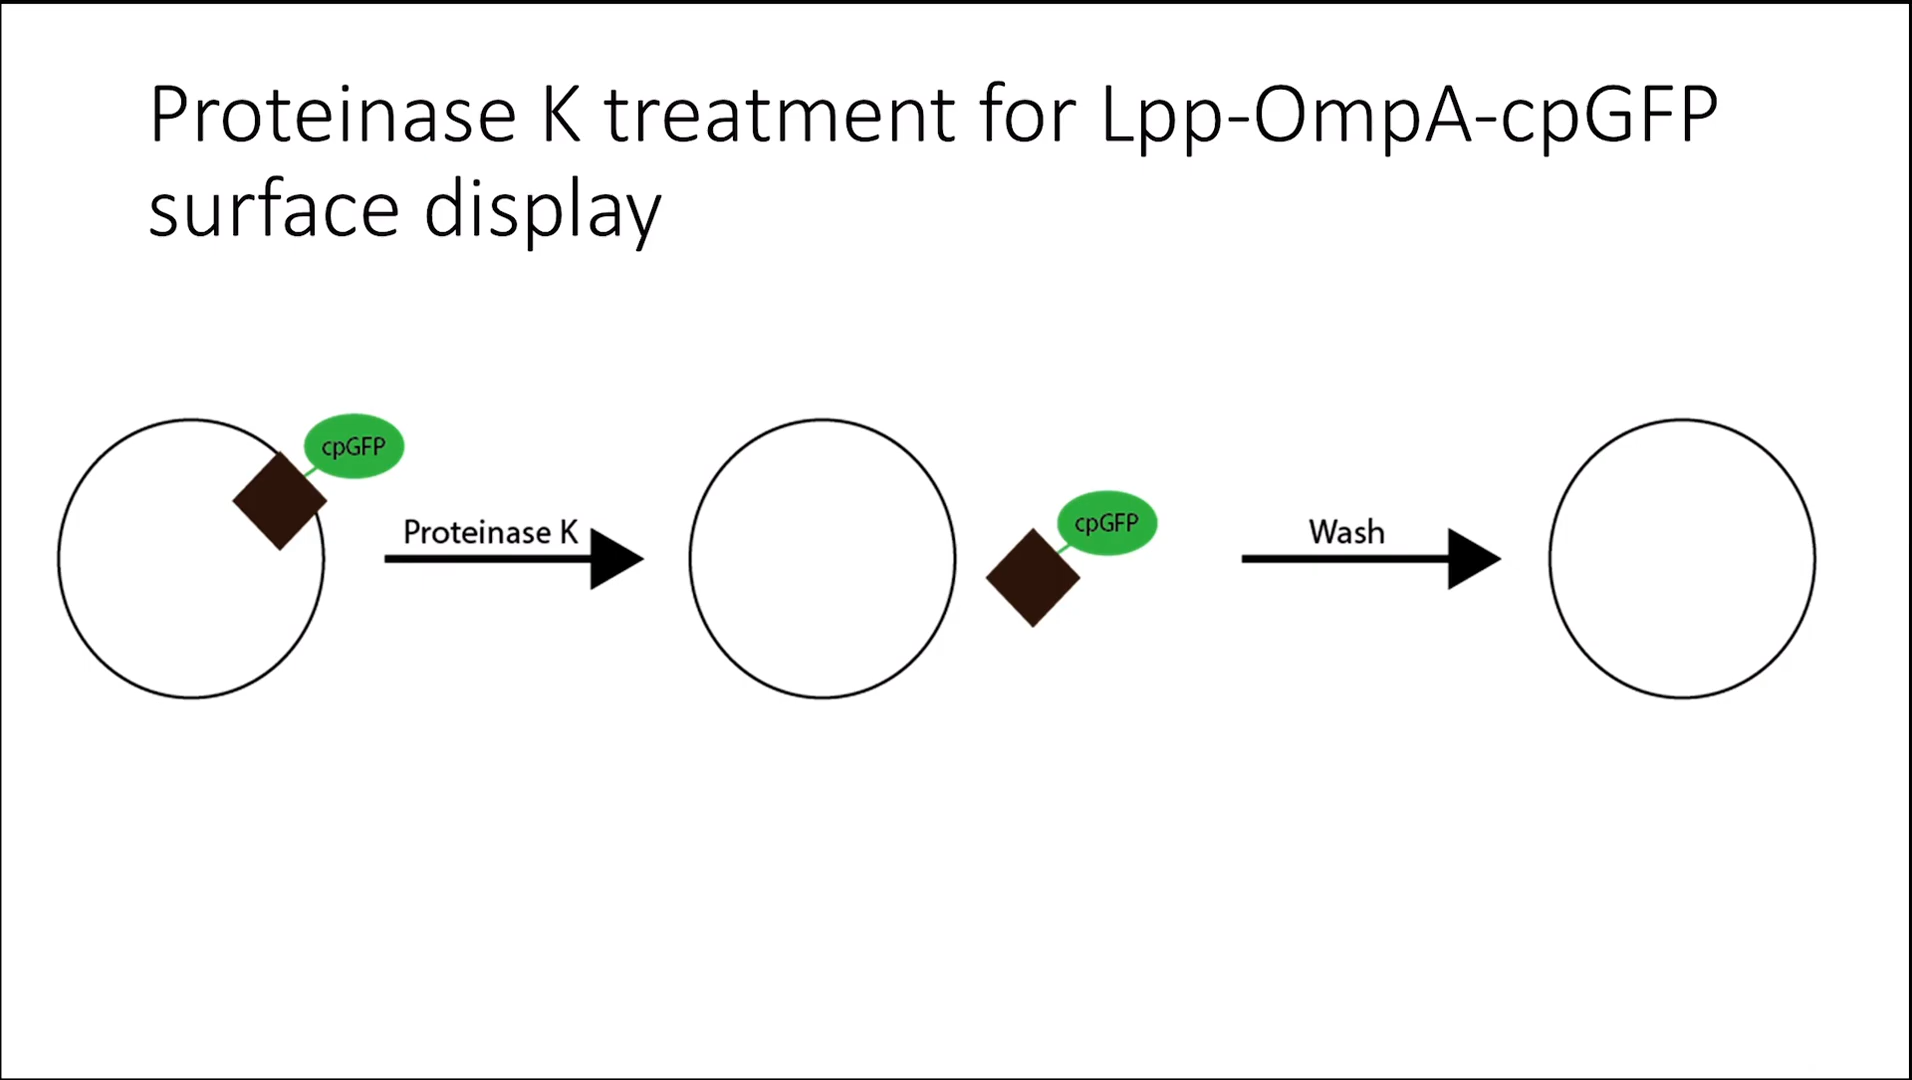 Proteinase K treatment for Lpp-OmpA-cpGFP
surface display
cpGFP
Proteinase K
cpGFP
Wash